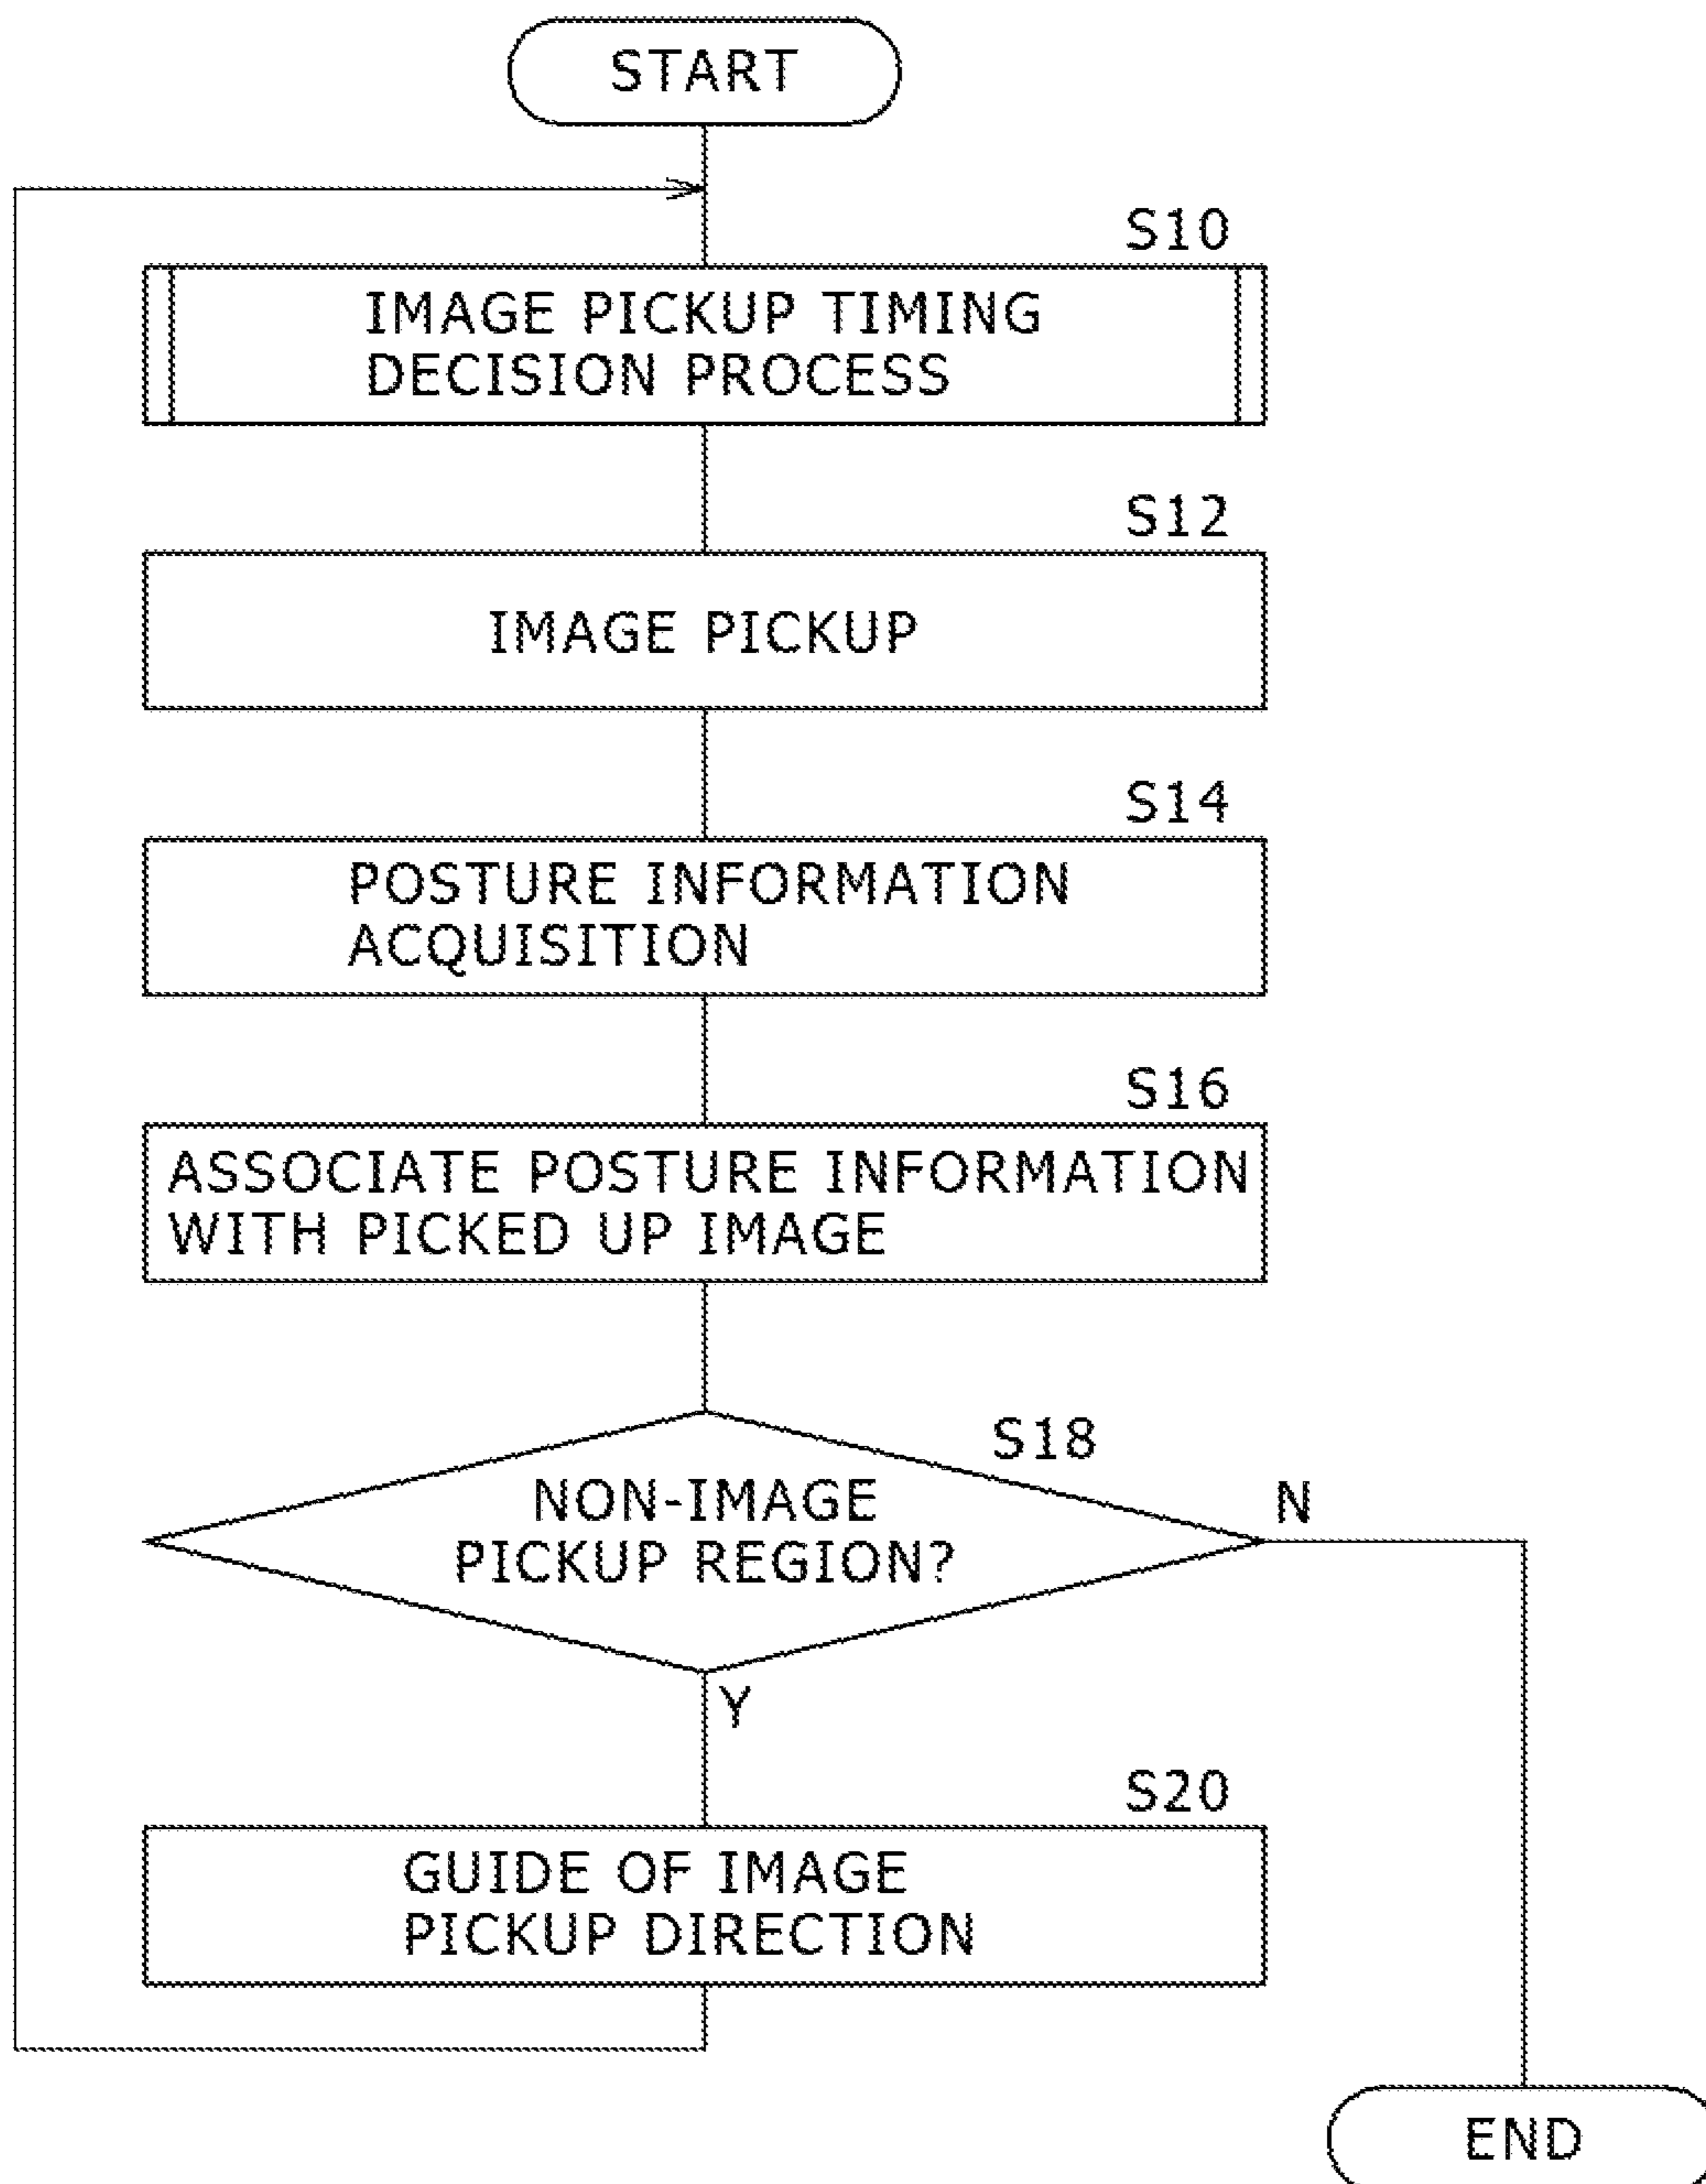 START
S10
IMAGE PICKUP TIMING
DECISION PROCESS
S12
IMAGE PICKUP
S14
POSTURE INFORMATION
ACQUISITION
S16
ASSOCIATE POSTURE INFORMATION
WITH PICKED UP IMAGE
S18
NON-IMAGE
PICKUP REGION?
N
Y
S20
GUIDE OF IMAGE
PICKUP DIRECTION
END